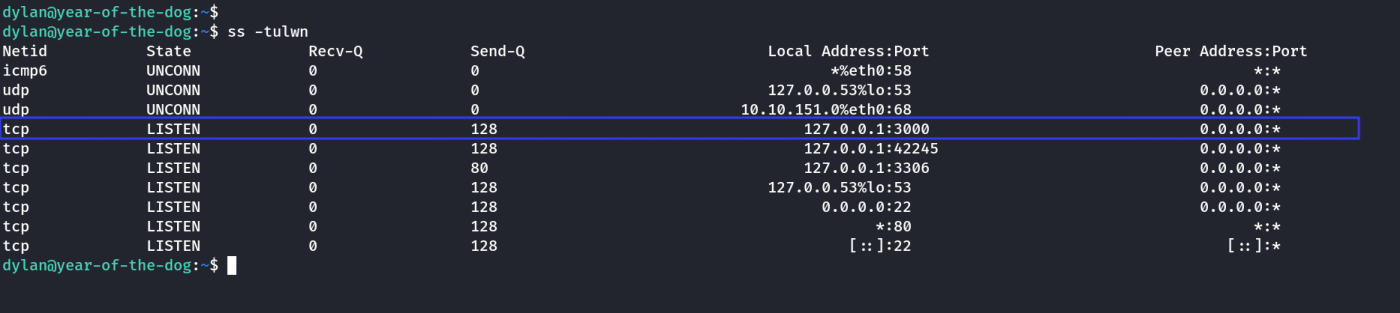 dylan@year-of-the-dog:~$
dylan@year-of-the-dog:~$ ss -tulwn
Netid State Recv-Q Send-Q Local Address:Port Peer Address:Port
icmp6 UNCONN 0 0 *%eth0:58 *:*
udp UNCONN 0 0 127.0.0.53%lo:53 0.0.0.0:*
udp UNCONN 0 0 10.10.151.0%eth0:68 0.0.0.0:*
tcp LISTEN 0 128 127.0.0.1:3000 0.0.0.0:*
tcp LISTEN 0 128 127.0.0.1:42245 0.0.0.0:*
tcp LISTEN 0 80 127.0.0.1:3306 0.0.0.0:*
tcp LISTEN 0 128 127.0.0.53%lo:53 0.0.0.0:*
tcp LISTEN 0 128 0.0.0.0:22 0.0.0.0:*
tcp LISTEN 0 128 *:80 *:*
tcp LISTEN 0 128 [::]:22 [::]:*
dylan@year-of-the-dog:~$